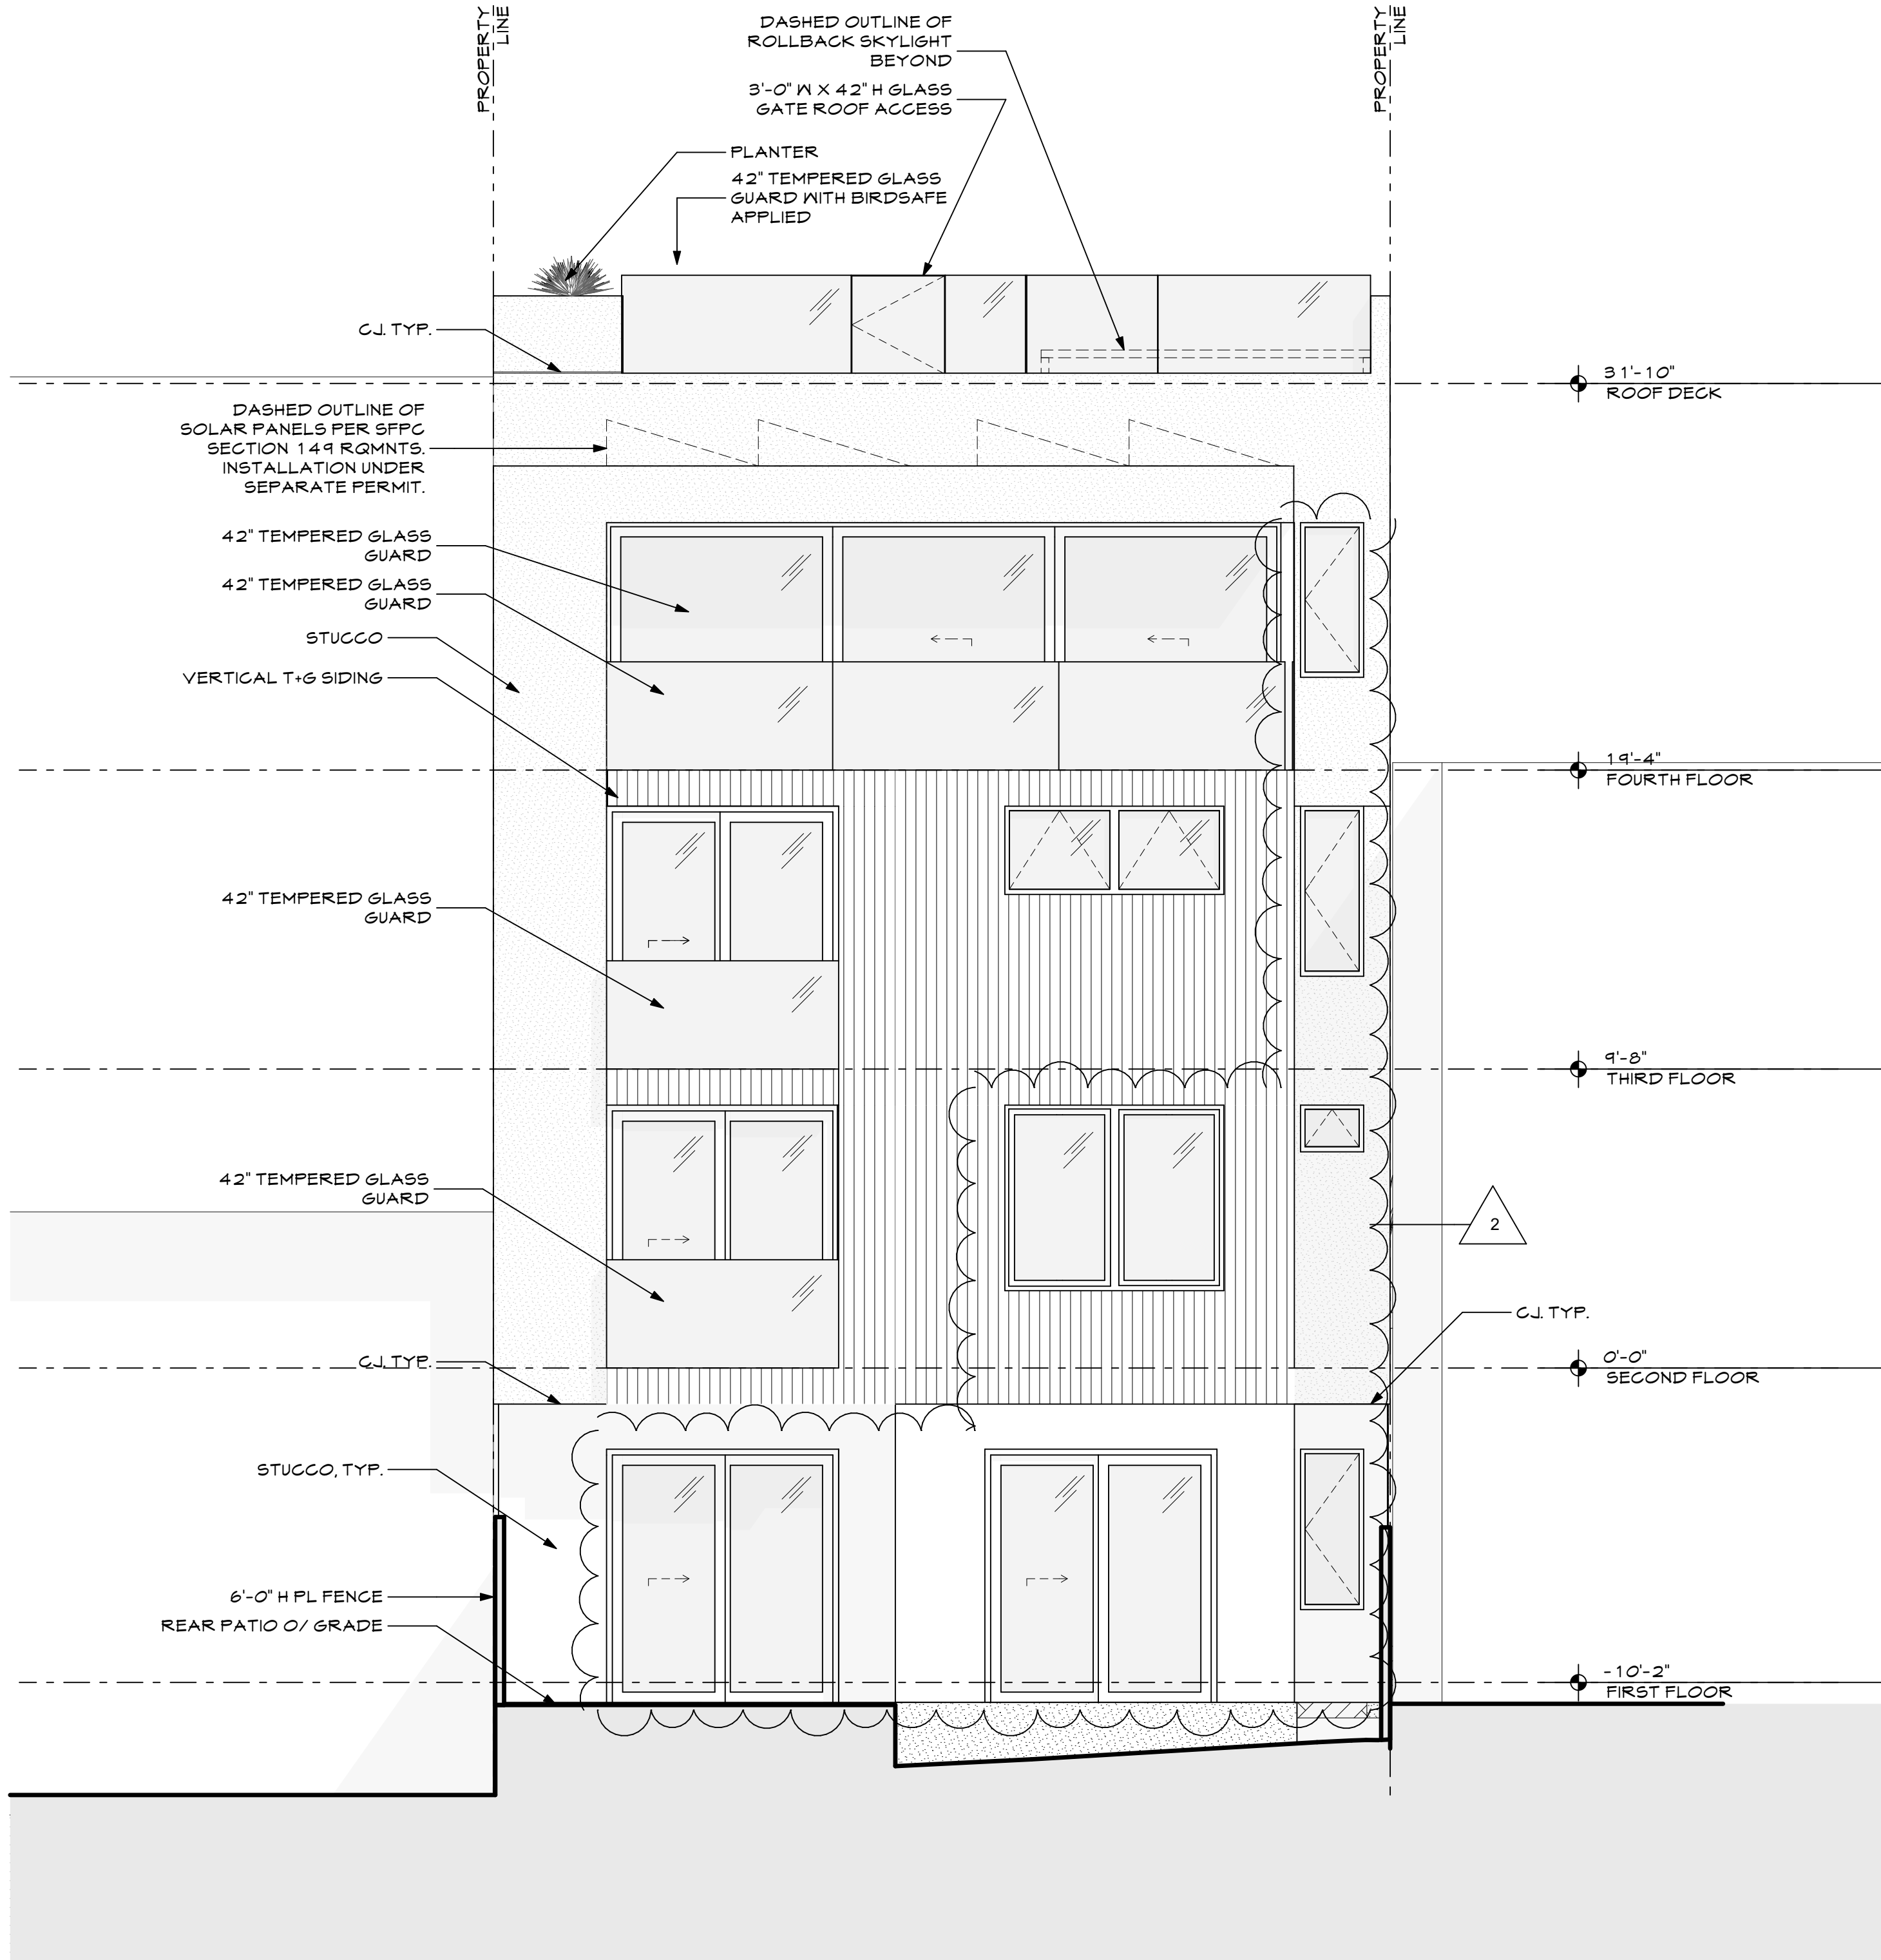 PROPERTY
LINE
PROPERTY
LINE
DASHED OUTLINE OF
ROLLBACK SKYLIGHT
BEYOND
3'-0" W X 42" H GLASS
GATE ROOF ACCESS
PLANTER
42" TEMPERED GLASS
GUARD WITH BIRDSAFE
APPLIED
C.J. TYP.
31'-10"
ROOF DECK
DASHED OUTLINE OF
SOLAR PANELS PER SFPC
SECTION 149 RQMNTS.
INSTALLATION UNDER
SEPARATE PERMIT.
42" TEMPERED GLASS
GUARD
42" TEMPERED GLASS
GUARD
STUCCO
VERTICAL T+G SIDING
19'-4"
FOURTH FLOOR
42" TEMPERED GLASS
GUARD
9'-8"
THIRD FLOOR
42" TEMPERED GLASS
GUARD
2
C.J. TYP.
C.J. TYP.
0'-0"
SECOND FLOOR
STUCCO, TYP.
6'-0" H PL FENCE
REAR PATIO O/ GRADE
-10'-2"
FIRST FLOOR